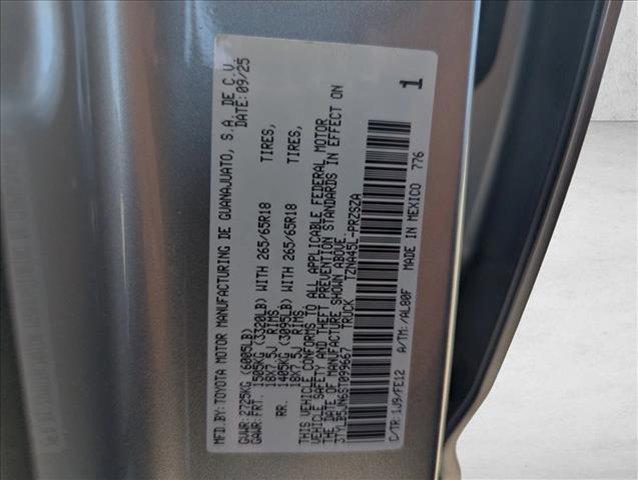 MFD.BY: TOYOTA MOTOR MANUFACTURING DE GUANAJUATO, S.A.DE C.V.
DATE: 09/25
GVWR: 2725KG (6005LB)
GAWR: FRT. 1505KG (3320LB) WITH 265/65R18 TIRES,
18X7.5J RIMS
RR. 1405KG (3095LB) WITH 265/65R18 TIRES,
18X7.5J RIMS
THIS VEHICLE CONFORMS TO ALL APPLICABLE FEDERAL MOTOR
VEHICLE SAFETY AND THEFT PREVENTION STANDARDS IN EFFECT ON
THE DATE OF MANUFACTURE SHOWN ABOVE.
3TYLB5JN6ST099667 TRUCK TZNA45L-PRZSZA
1
C/TR: 1J9/FE12 A/TM: /AL80F MADE IN MEXICO 776